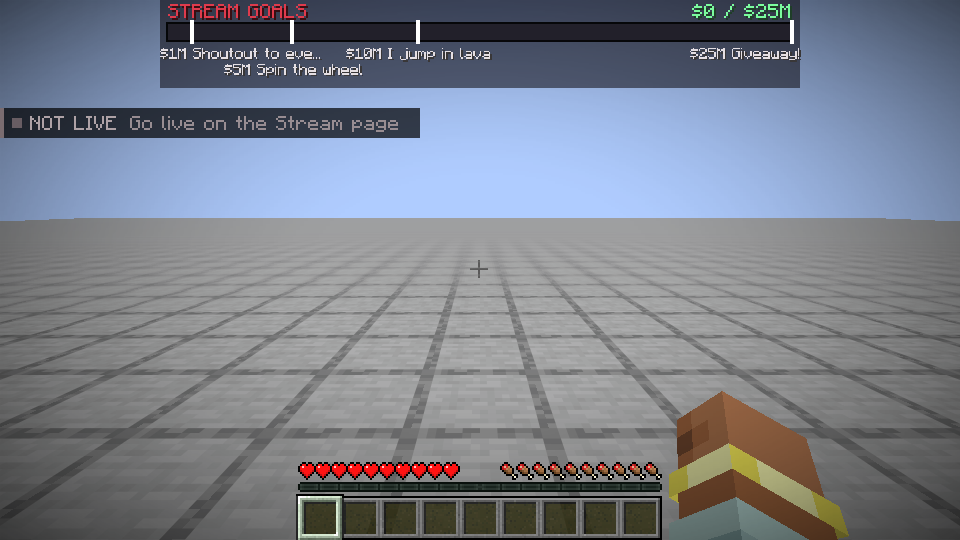 STREAM GOALS $0 / $25M
$1M Shoutout to eve... $10M I jump in lava $25M Giveaway!
$5M Spin the wheel
NOT LIVE Go live on the Stream page